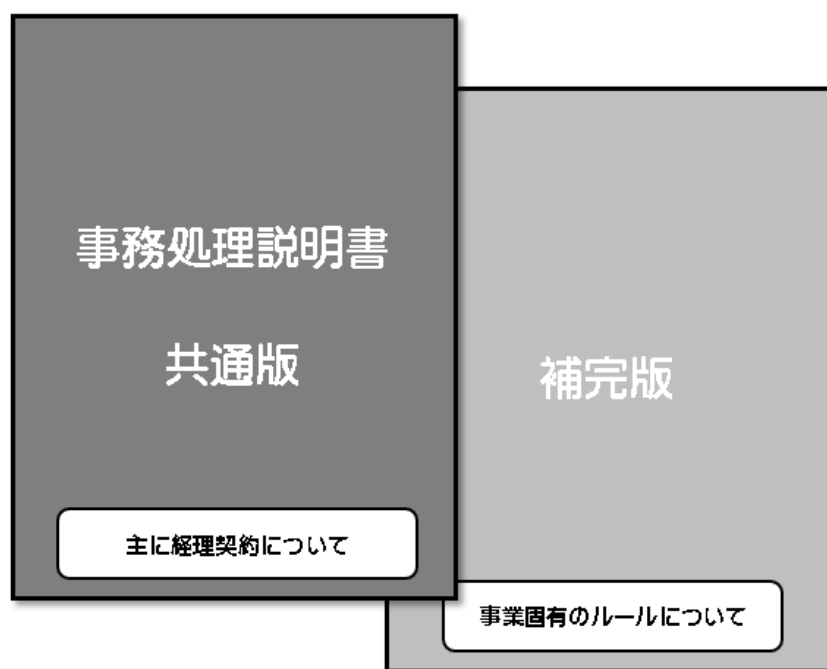 事務処理説明書
共通版
主に経理契約について
補完版
事業固有のルールについて